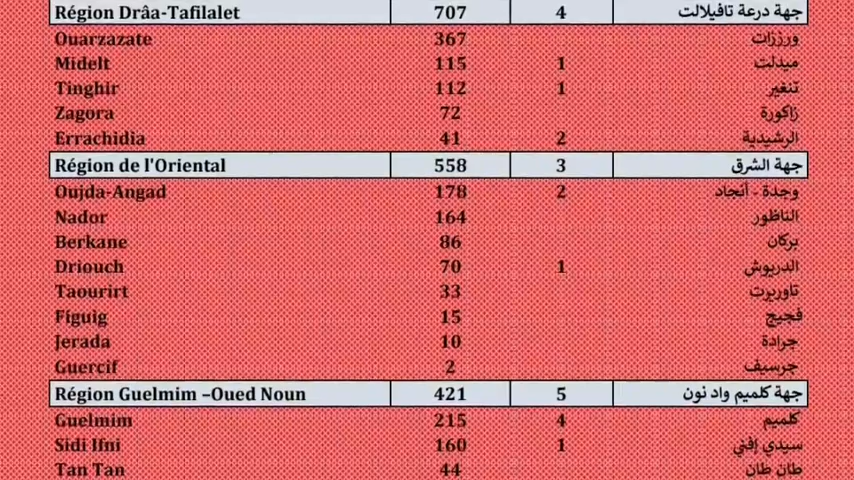 Région Drâa-Tafilalet 707 4 جهة درعة تافيلالت
Ouarzazate 367 ورززات
Midelt 115 1 ميدلت
Tinghir 112 1 تنغير
Zagora 72 زاكورة
Errachidia 41 2 الرشيدية
Région de l'Oriental 558 3 جهة الشرق
Oujda-Angad 178 2 وجدة - أنجاد
Nador 164 الناظور
Berkane 86 بركان
Driouch 70 1 الدريوش
Taourirt 33 تاوريرت
Figuig 15 فجيج
Jerada 10 جرادة
Guercif 2 جرسيف
Région Guelmim –Oued Noun 421 5 جهة كلميم واد نون
Guelmim 215 4 كلميم
Sidi Ifni 160 1 سيدي إفني
Tan Tan 44 طان طان